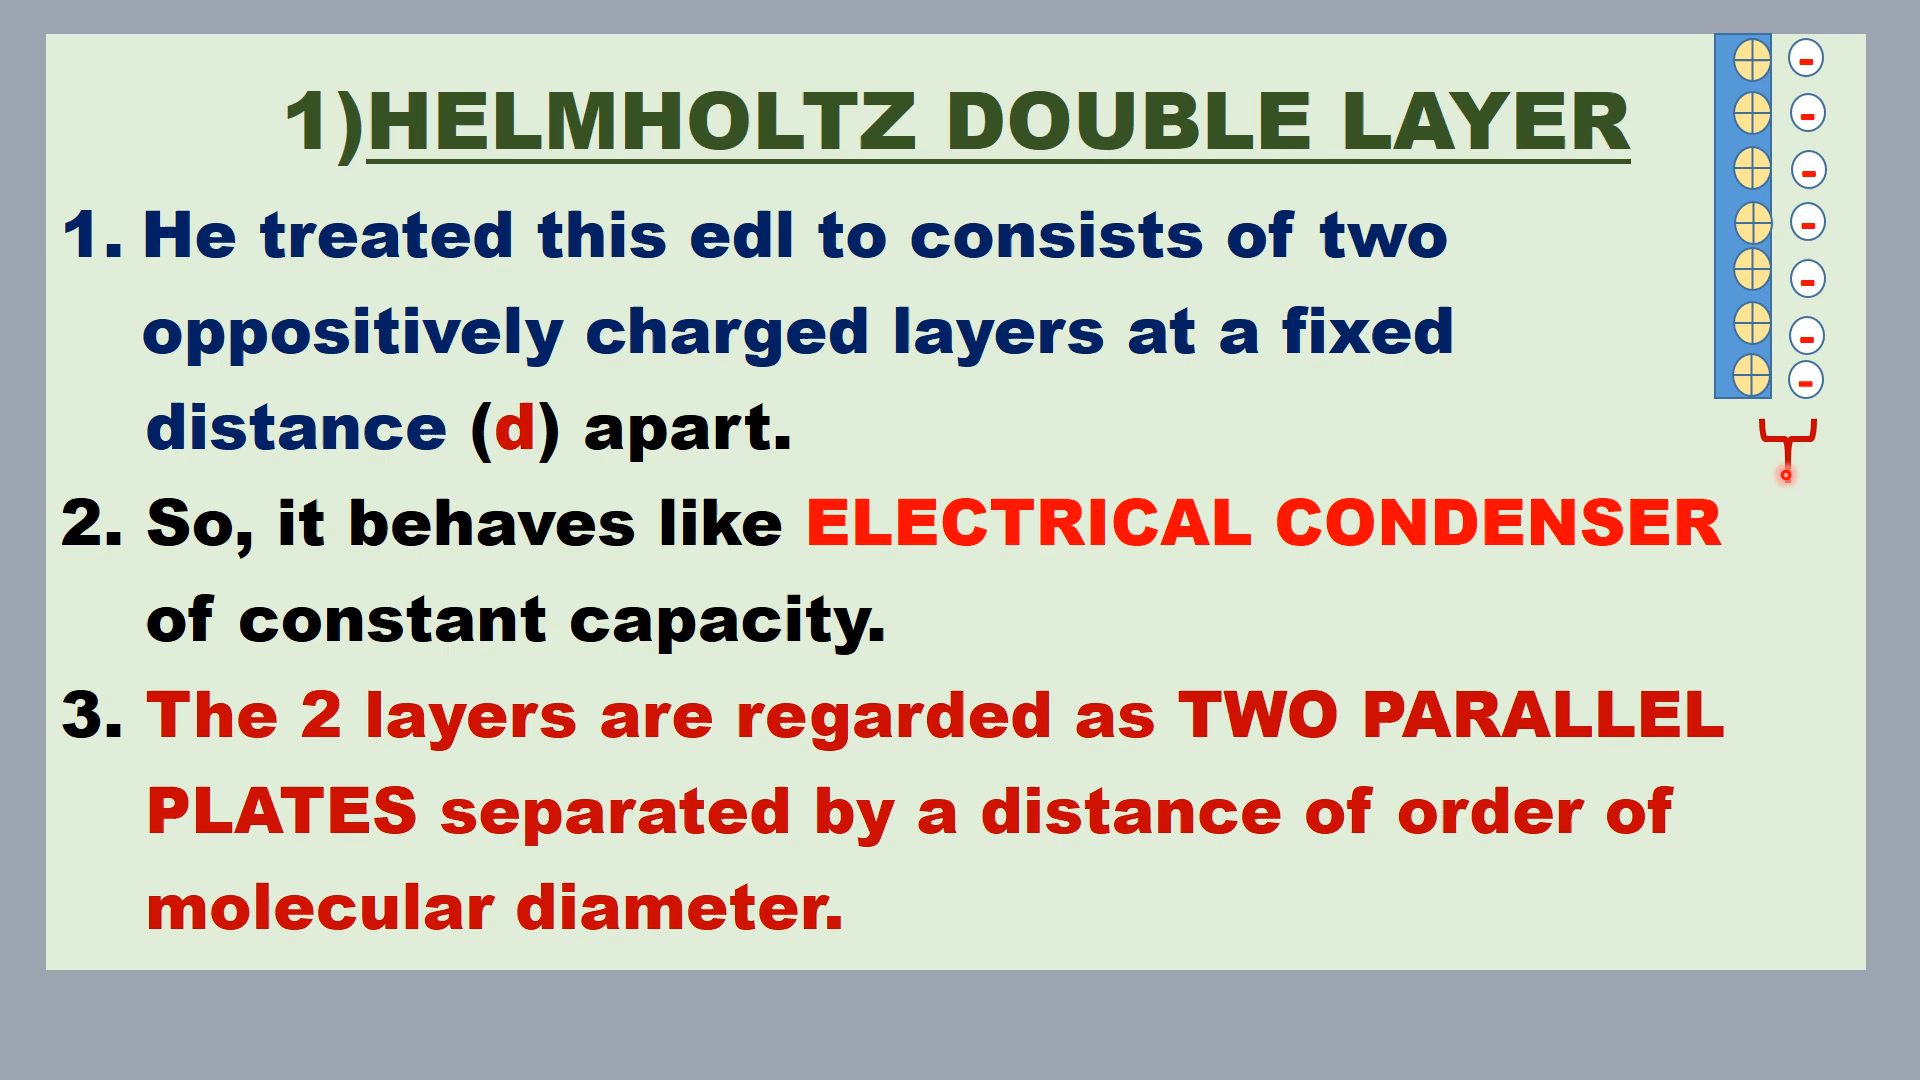 1)HELMHOLTZ DOUBLE LAYER
1. He treated this edl to consists of two
oppositively charged layers at a fixed
distance (d) apart.
2. So, it behaves like ELECTRICAL CONDENSER
of constant capacity.
3. The 2 layers are regarded as TWO PARALLEL
PLATES separated by a distance of order of
molecular diameter.
-
-
-
-
-
-
-